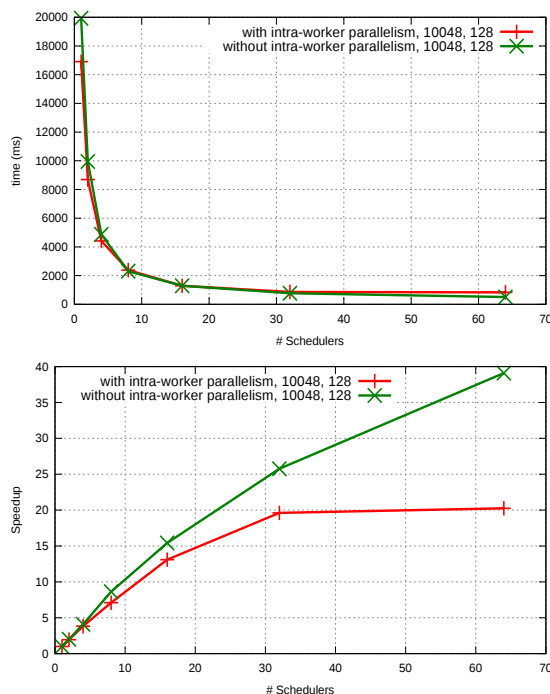 20000
18000
16000
14000
12000
10000
8000
6000
4000
2000
0
time (ms)
with intra-worker parallelism, 10048, 128
without intra-worker parallelism, 10048, 128
0 10 20 30 40 50 60 70
# Schedulers
40
35
30
25
20
15
10
5
0
Speedup
with intra-worker parallelism, 10048, 128
without intra-worker parallelism, 10048, 128
0 10 20 30 40 50 60 70
# Schedulers